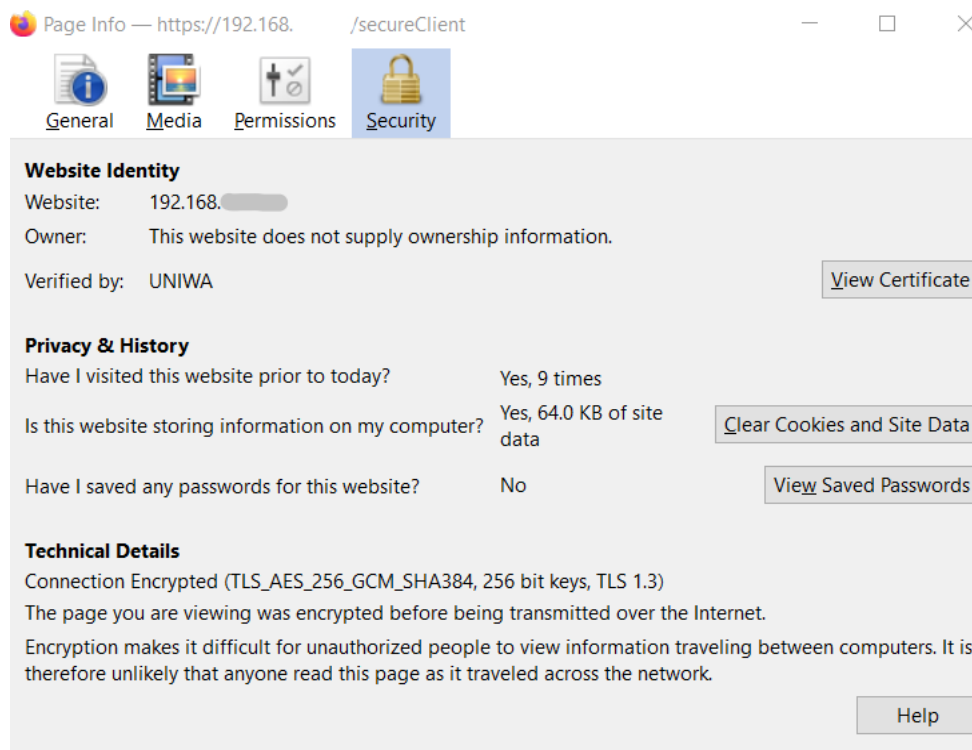 Page Info — https://192.168. /secureClient
General Media Permissions Security
Website Identity
Website: 192.168.
Owner: This website does not supply ownership information.
Verified by: UNIWA
View Certificate
Privacy & History
Have I visited this website prior to today? Yes, 9 times
Is this website storing information on my computer? Yes, 64.0 KB of site
data
Clear Cookies and Site Data
Have I saved any passwords for this website? No
View Saved Passwords
Technical Details
Connection Encrypted (TLS_AES_256_GCM_SHA384, 256 bit keys, TLS 1.3)
The page you are viewing was encrypted before being transmitted over the Internet.
Encryption makes it difficult for unauthorized people to view information traveling between computers. It is
therefore unlikely that anyone read this page as it traveled across the network.
Help